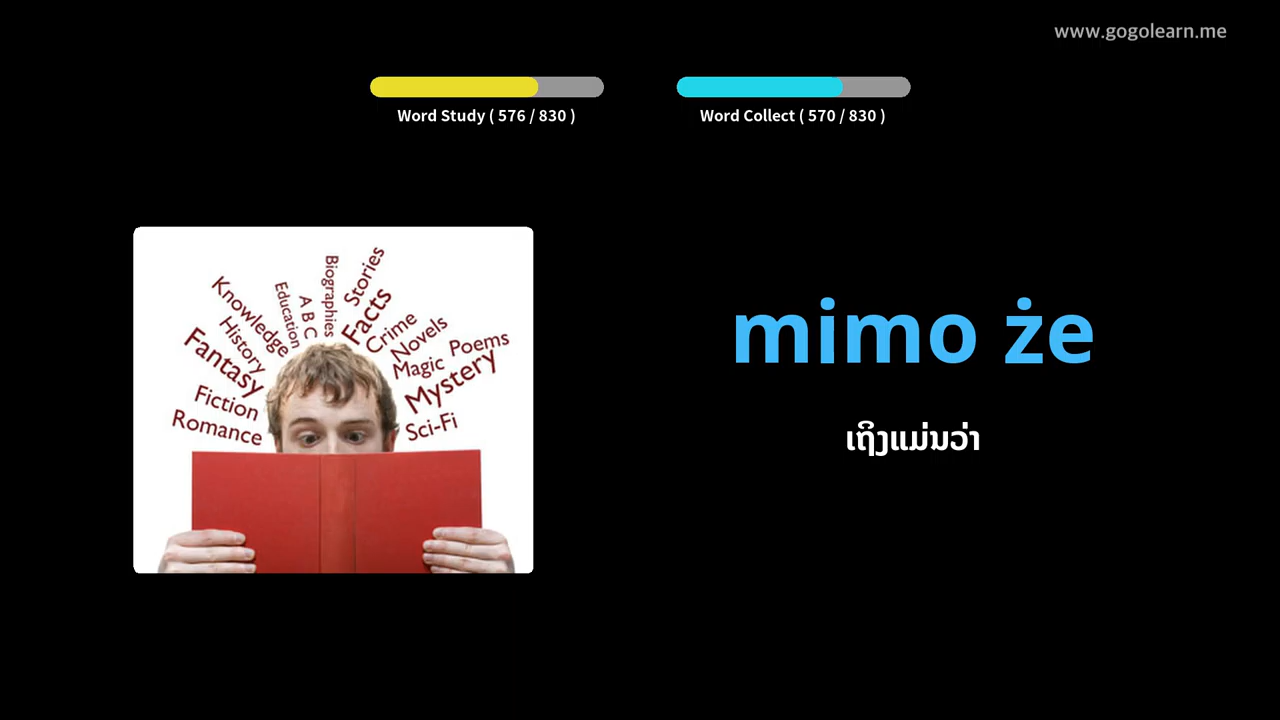 www.gogolearn.me
Word Study ( 576 / 830 )
Word Collect ( 570 / 830 )
Knowledge
History
Fantasy
Fiction
Romance
Education
A B C
Biographies
Stories
Facts
Crime
Novels
Magic
Poems
Mystery
Sci-Fi
mimo że
ເຖິງແມ່ນວ່າ